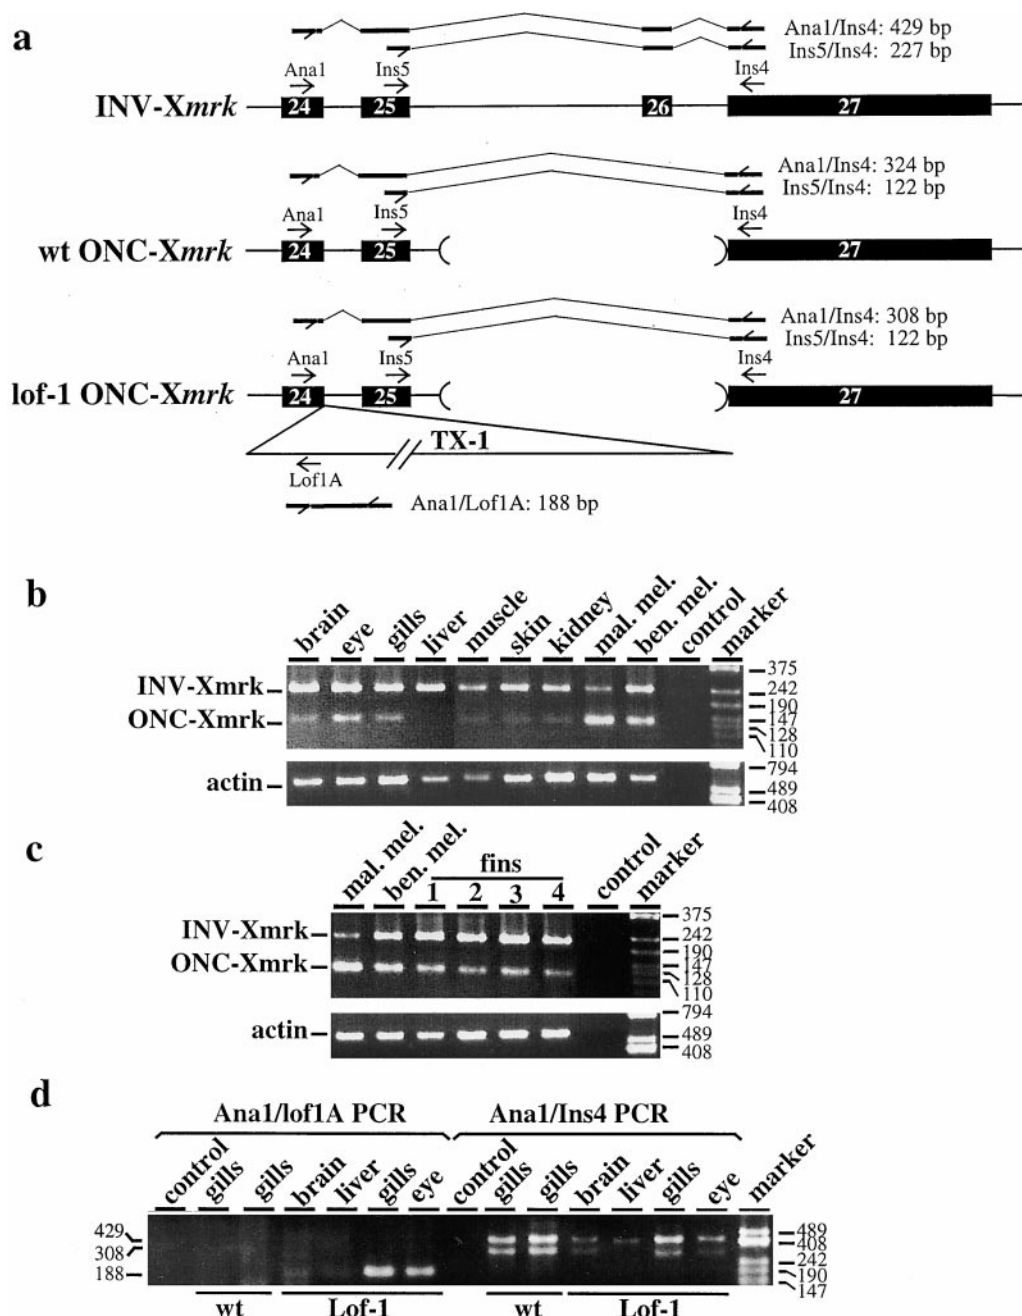 a
Ana1/Ins4: 429 bp
Ins5/Ins4: 227 bp
Ana1 Ins5 Ins4
INV-Xmrk 24 25 26 27
Ana1/Ins4: 324 bp
Ins5/Ins4: 122 bp
Ana1 Ins5 Ins4
wt ONC-Xmrk 24 25 27
Ana1/Ins4: 308 bp
Ins5/Ins4: 122 bp
Ana1 Ins5 Ins4
lof-1 ONC-Xmrk 24 25 27
TX-1
Lof1A
Ana1/Lof1A: 188 bp
b
brain eye gills liver muscle skin kidney mal. mel. ben. mel. control marker
INV-Xmrk
ONC-Xmrk
375
242
190
147
128
110
actin
794
489
408
c
mal. mel. ben. mel. fins control marker
1 2 3 4
INV-Xmrk
ONC-Xmrk
375
242
190
147
128
110
actin
794
489
408
d
Ana1/lof1A PCR Ana1/Ins4 PCR
control gills gills brain liver gills eye control gills gills brain liver gills eye marker
429
308
188
489
408
242
190
147
wt Lof-1 wt Lof-1